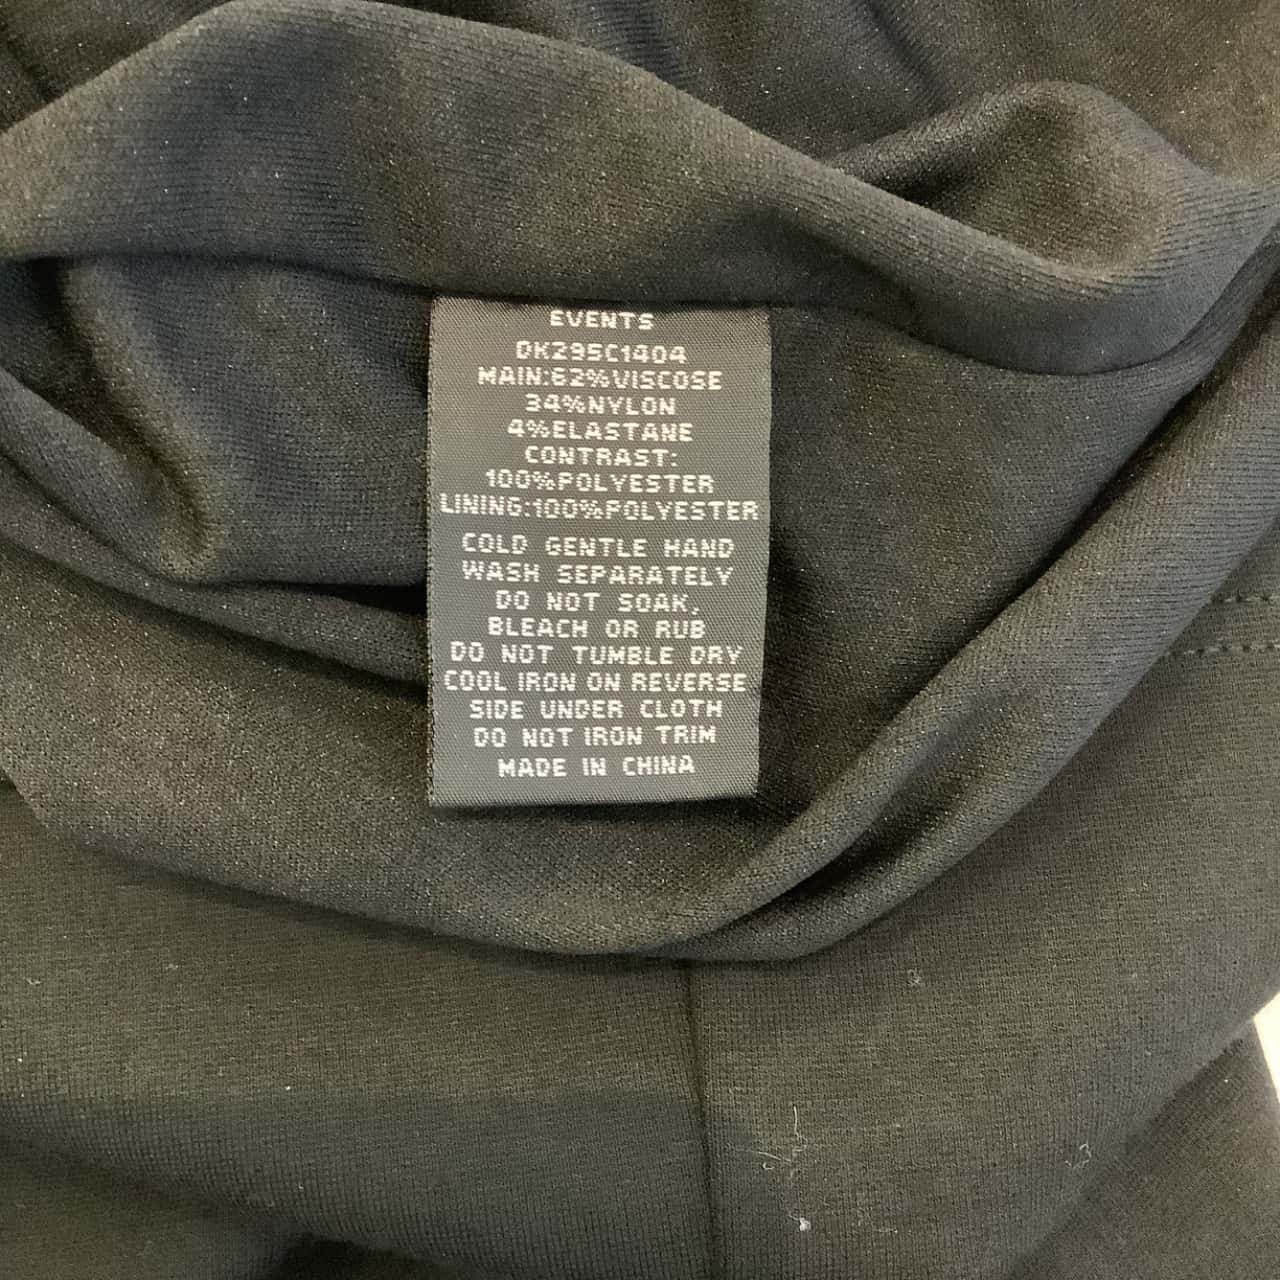 EVENTS
DK295C1404
MAIN:62%VISCOSE
34%NYLON
4%ELASTANE
CONTRAST:
100%POLYESTER
LINING:100%POLYESTER
COLD GENTLE HAND
WASH SEPARATELY
DO NOT SOAK,
BLEACH OR RUB
DO NOT TUMBLE DRY
COOL IRON ON REVERSE
SIDE UNDER CLOTH
DO NOT IRON TRIM
MADE IN CHINA